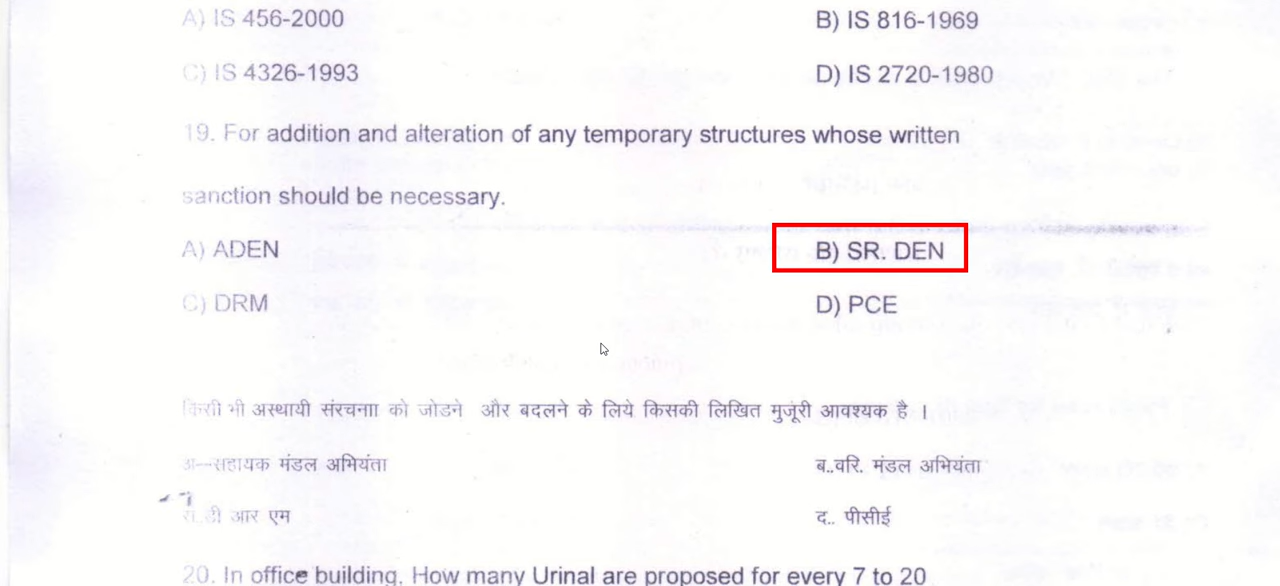 A) IS 456-2000 B) IS 816-1969
C) IS 4326-1993 D) IS 2720-1980
19. For addition and alteration of any temporary structures whose written
sanction should be necessary.
A) ADEN B) SR. DEN
C) DRM D) PCE
किसी भी अस्थायी संरचनाा को जोडने और बदलने के लिये किसकी लिखित मुजूरी आवश्यक है ।
अ–सहायक मंडल अभियंता ब..वरि. मंडल अभियंता
स..डी आर एम द.. पीसीई
20. In office building. How many Urinal are proposed for every 7 to 20